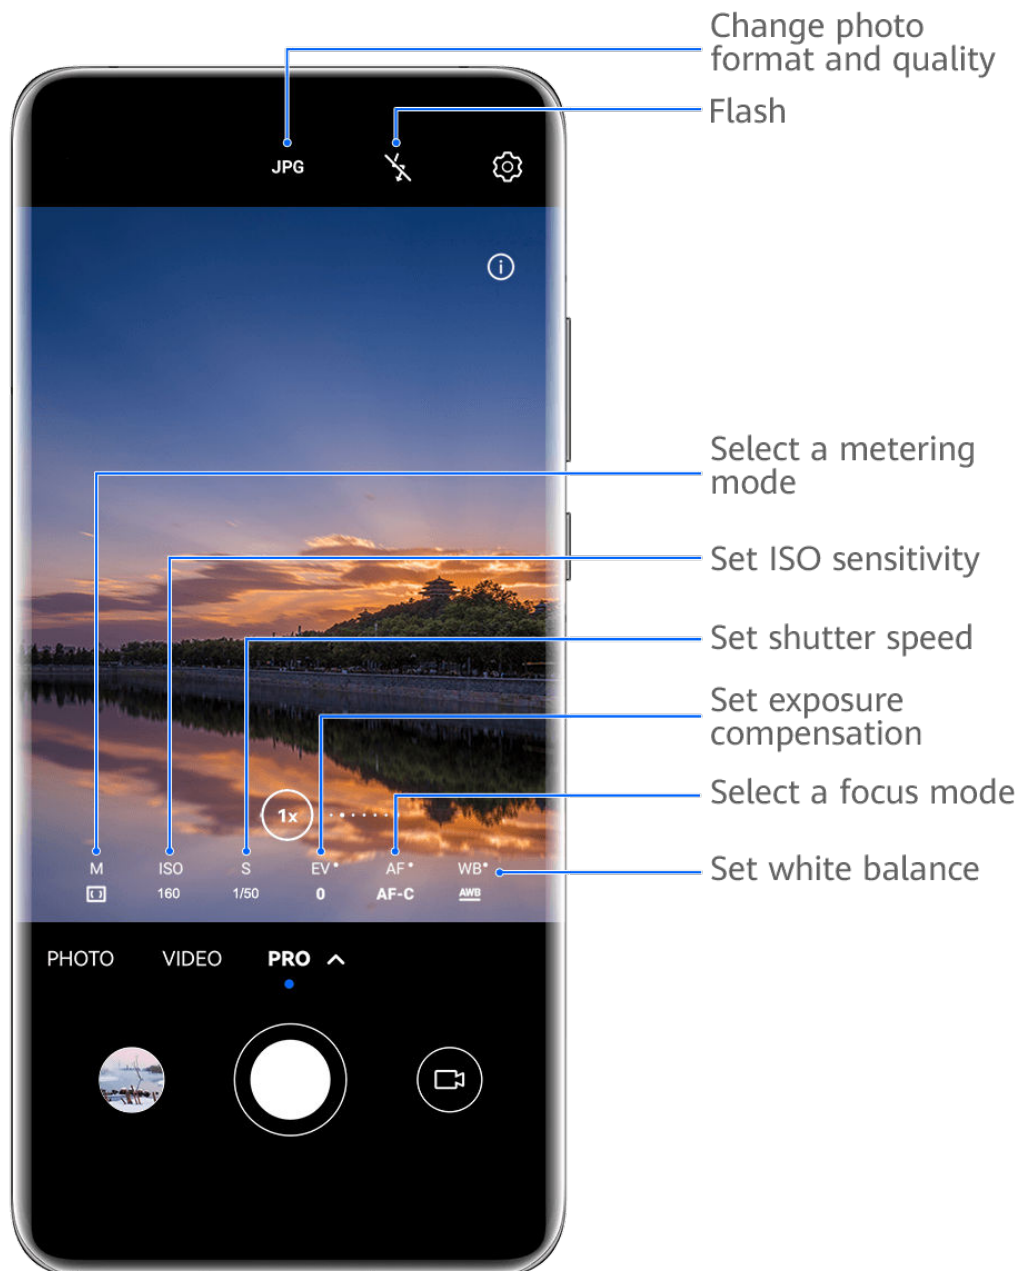 Change photo
format and quality
Flash
JPG
Select a metering
mode
Set ISO sensitivity
Set shutter speed
Set exposure
compensation
Select a focus mode
1x
M ISO S EV AF WB
Set white balance
160 1/50 0 AF-C AWB
PHOTO VIDEO PRO